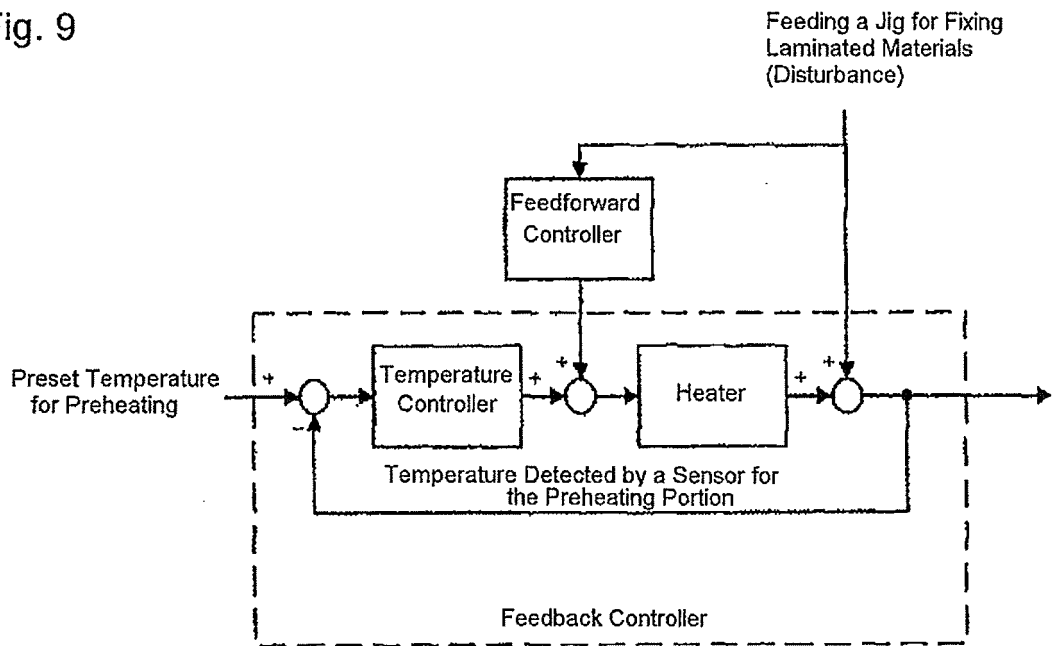 ig. 9
Feeding a Jig for Fixing
Laminated Materials
(Disturbance)
Feedforward
Controller
Preset Temperature
for Preheating
+
-
Temperature
Controller
+
+
Heater
+
+
Temperature Detected by a Sensor for
the Preheating Portion
Feedback Controller